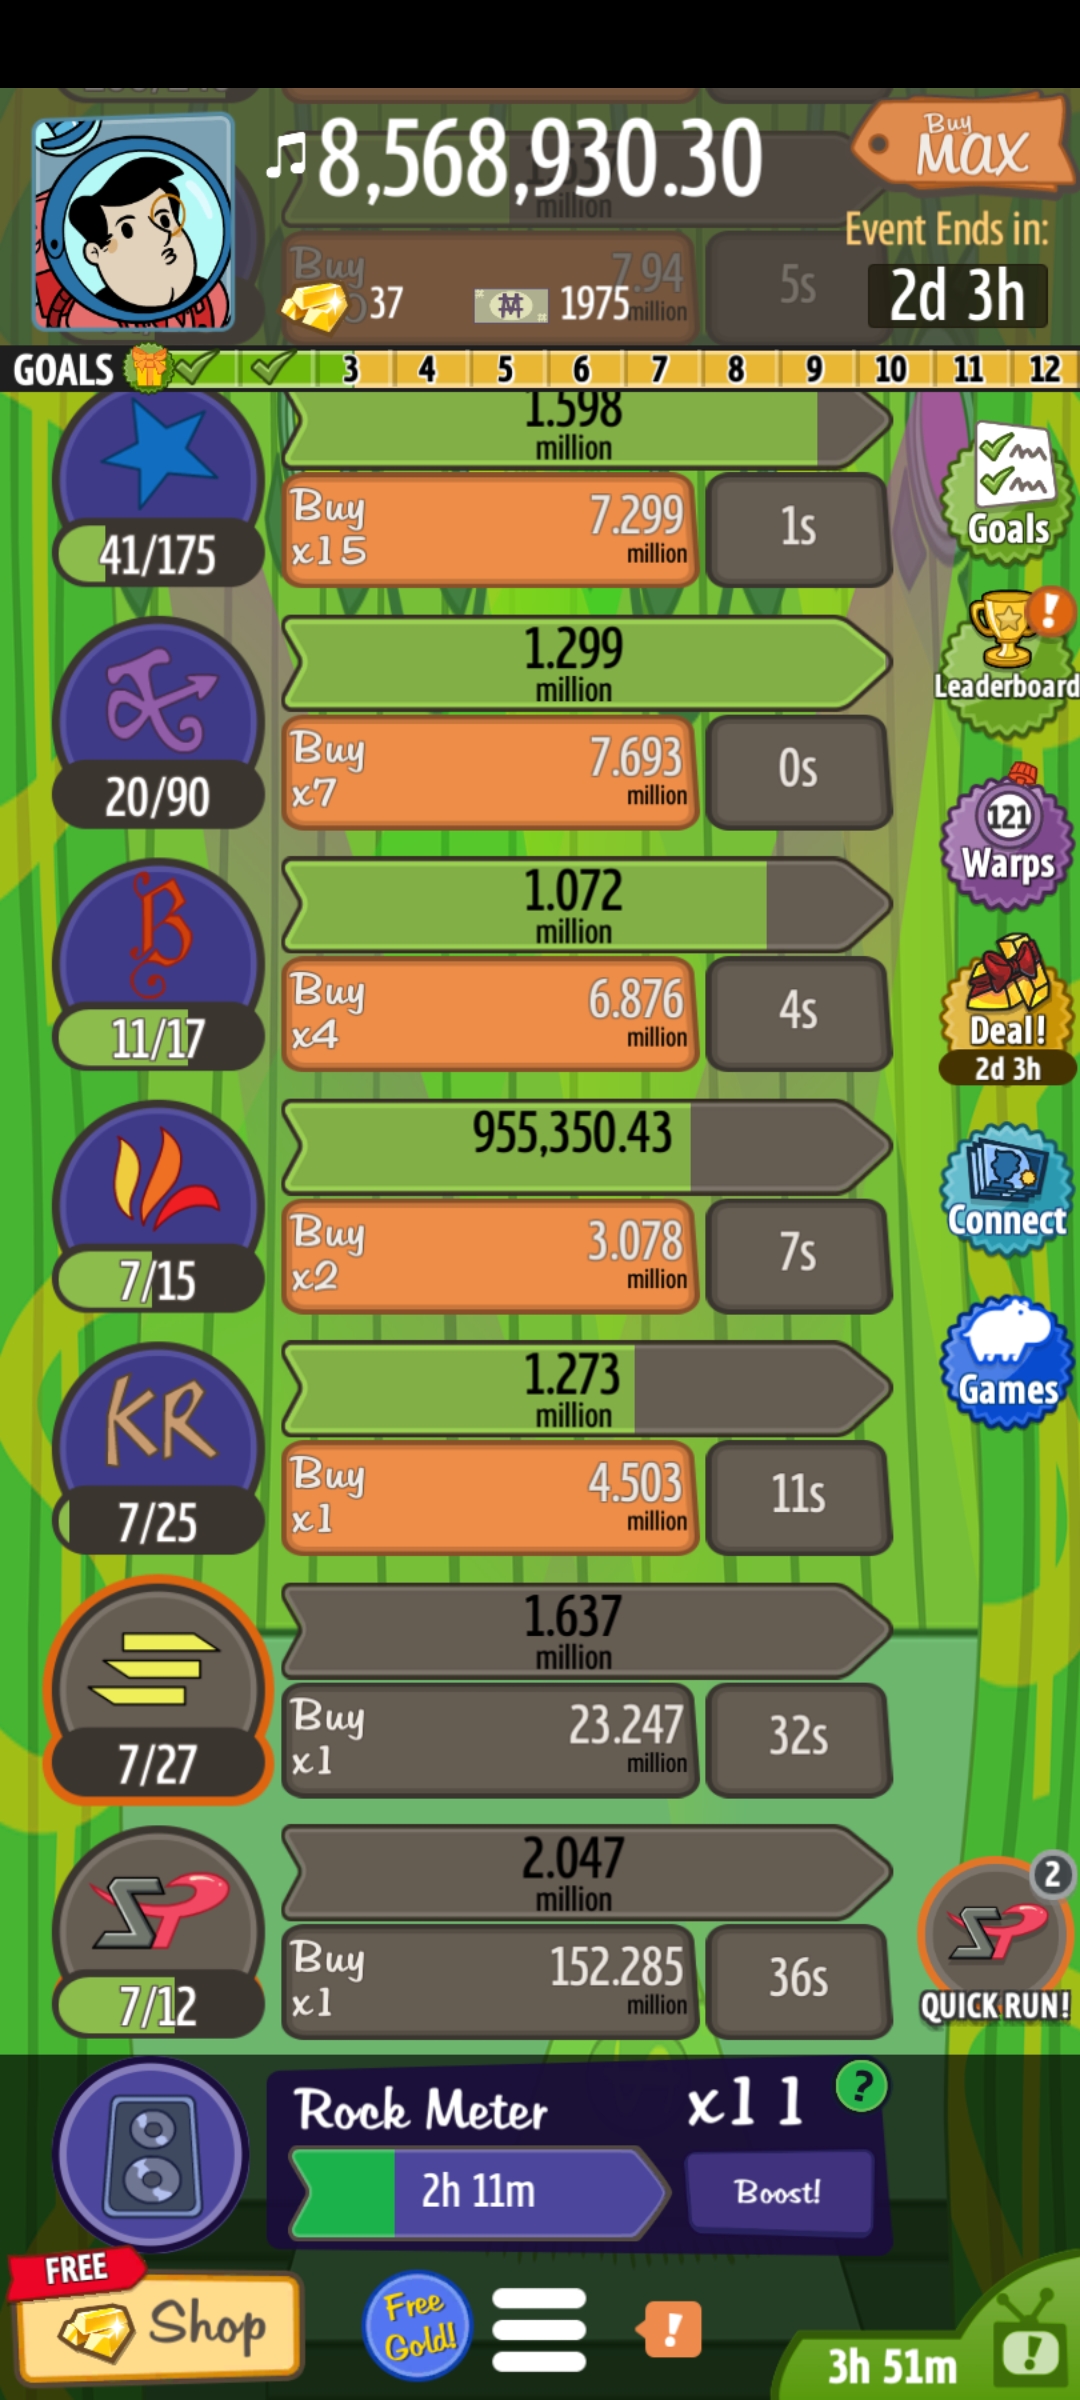 ♫8,568,930.30
Buy
MAX
million
Event Ends in:
Buy
7.94
million
5s
37
1975
2d 3h
GOALS 3 4 5 6 7 8 9 10 11 12
1.598
million
41/175
Buy
x15
7.299
million
1s
Goals
1.299
million
20/90
Buy
x7
7.693
million
0s
Leaderboard
121
Warps
1.072
million
11/17
Buy
x4
6.876
million
4s
Deal!
2d 3h
955,350.43
7/15
Buy
x2
3.078
million
7s
Connect
KR
1.273
million
7/25
Buy
x1
4.503
million
11s
Games
1.637
million
7/27
Buy
x1
23.247
million
32s
SP
2.047
million
7/12
Buy
x1
152.285
million
36s
2
SP
QUICK RUN!
Rock Meter
x11
?
2h 11m
Boost!
FREE
Shop
Free
Gold!
!
3h 51m
!